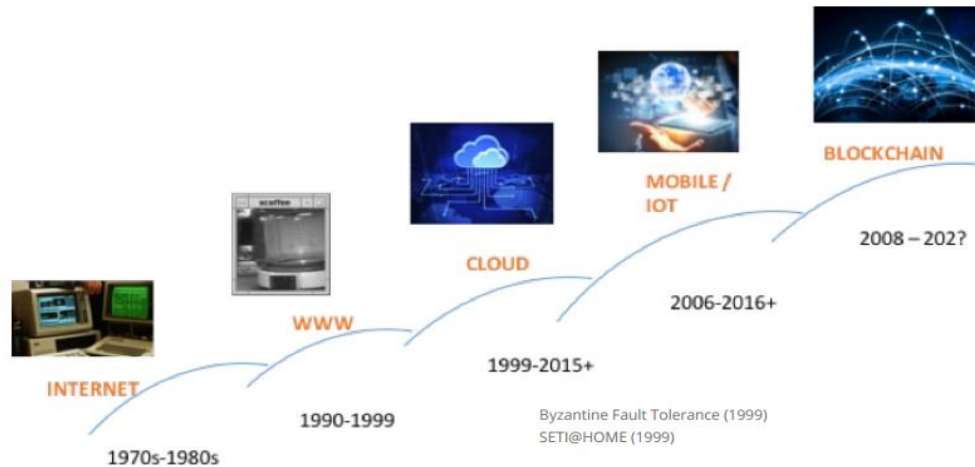 INTERNET
1970s-1980s
xcoffee
WWW
1990-1999
CLOUD
1999-2015+
Byzantine Fault Tolerance (1999)
SETI@HOME (1999)
MOBILE /
IOT
2006-2016+
BLOCKCHAIN
2008 – 202?